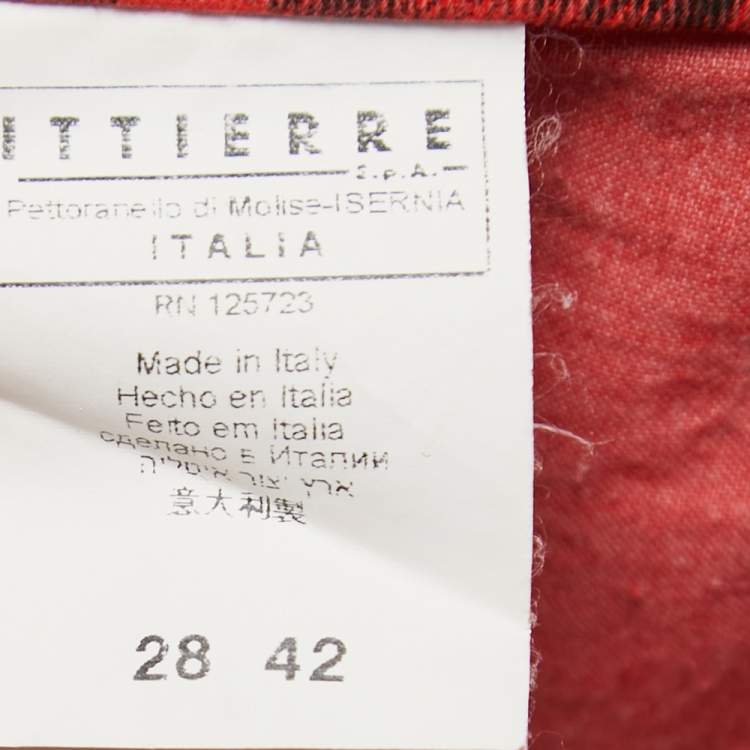 ITTIERRE
S.p.A.
Pettoranello di Molise-ISERNIA
ITALIA
RN 125723
Made in Italy
Hecho en Italia
Feito em Italia
сделано в Италии
ארץ יצור איטליה
意大利製
28 42